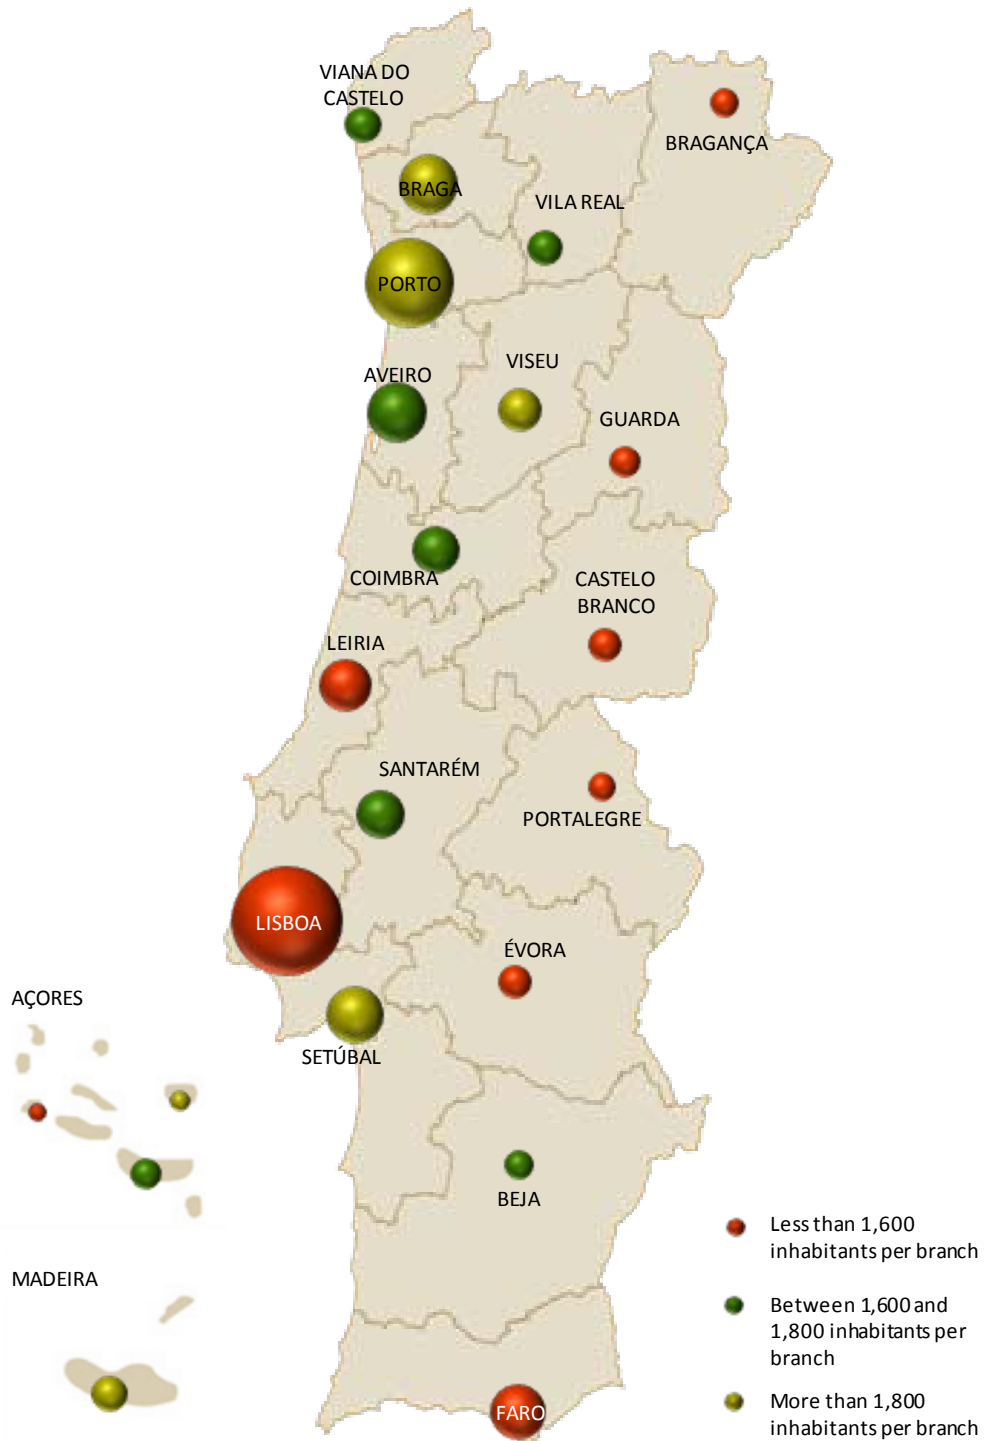 VIANA DO
CASTELO
BRAGANÇA
BRAGA
VILA REAL
PORTO
VISEU
AVEIRO
GUARDA
COIMBRA
CASTELO
BRANCO
LEIRIA
SANTARÉM
PORTALEGRE
LISBOA
ÉVORA
AÇORES
SETÚBAL
BEJA
MADEIRA
FARO
Less than 1,600
inhabitants per branch
Between 1,600 and
1,800 inhabitants per
branch
More than 1,800
inhabitants per branch